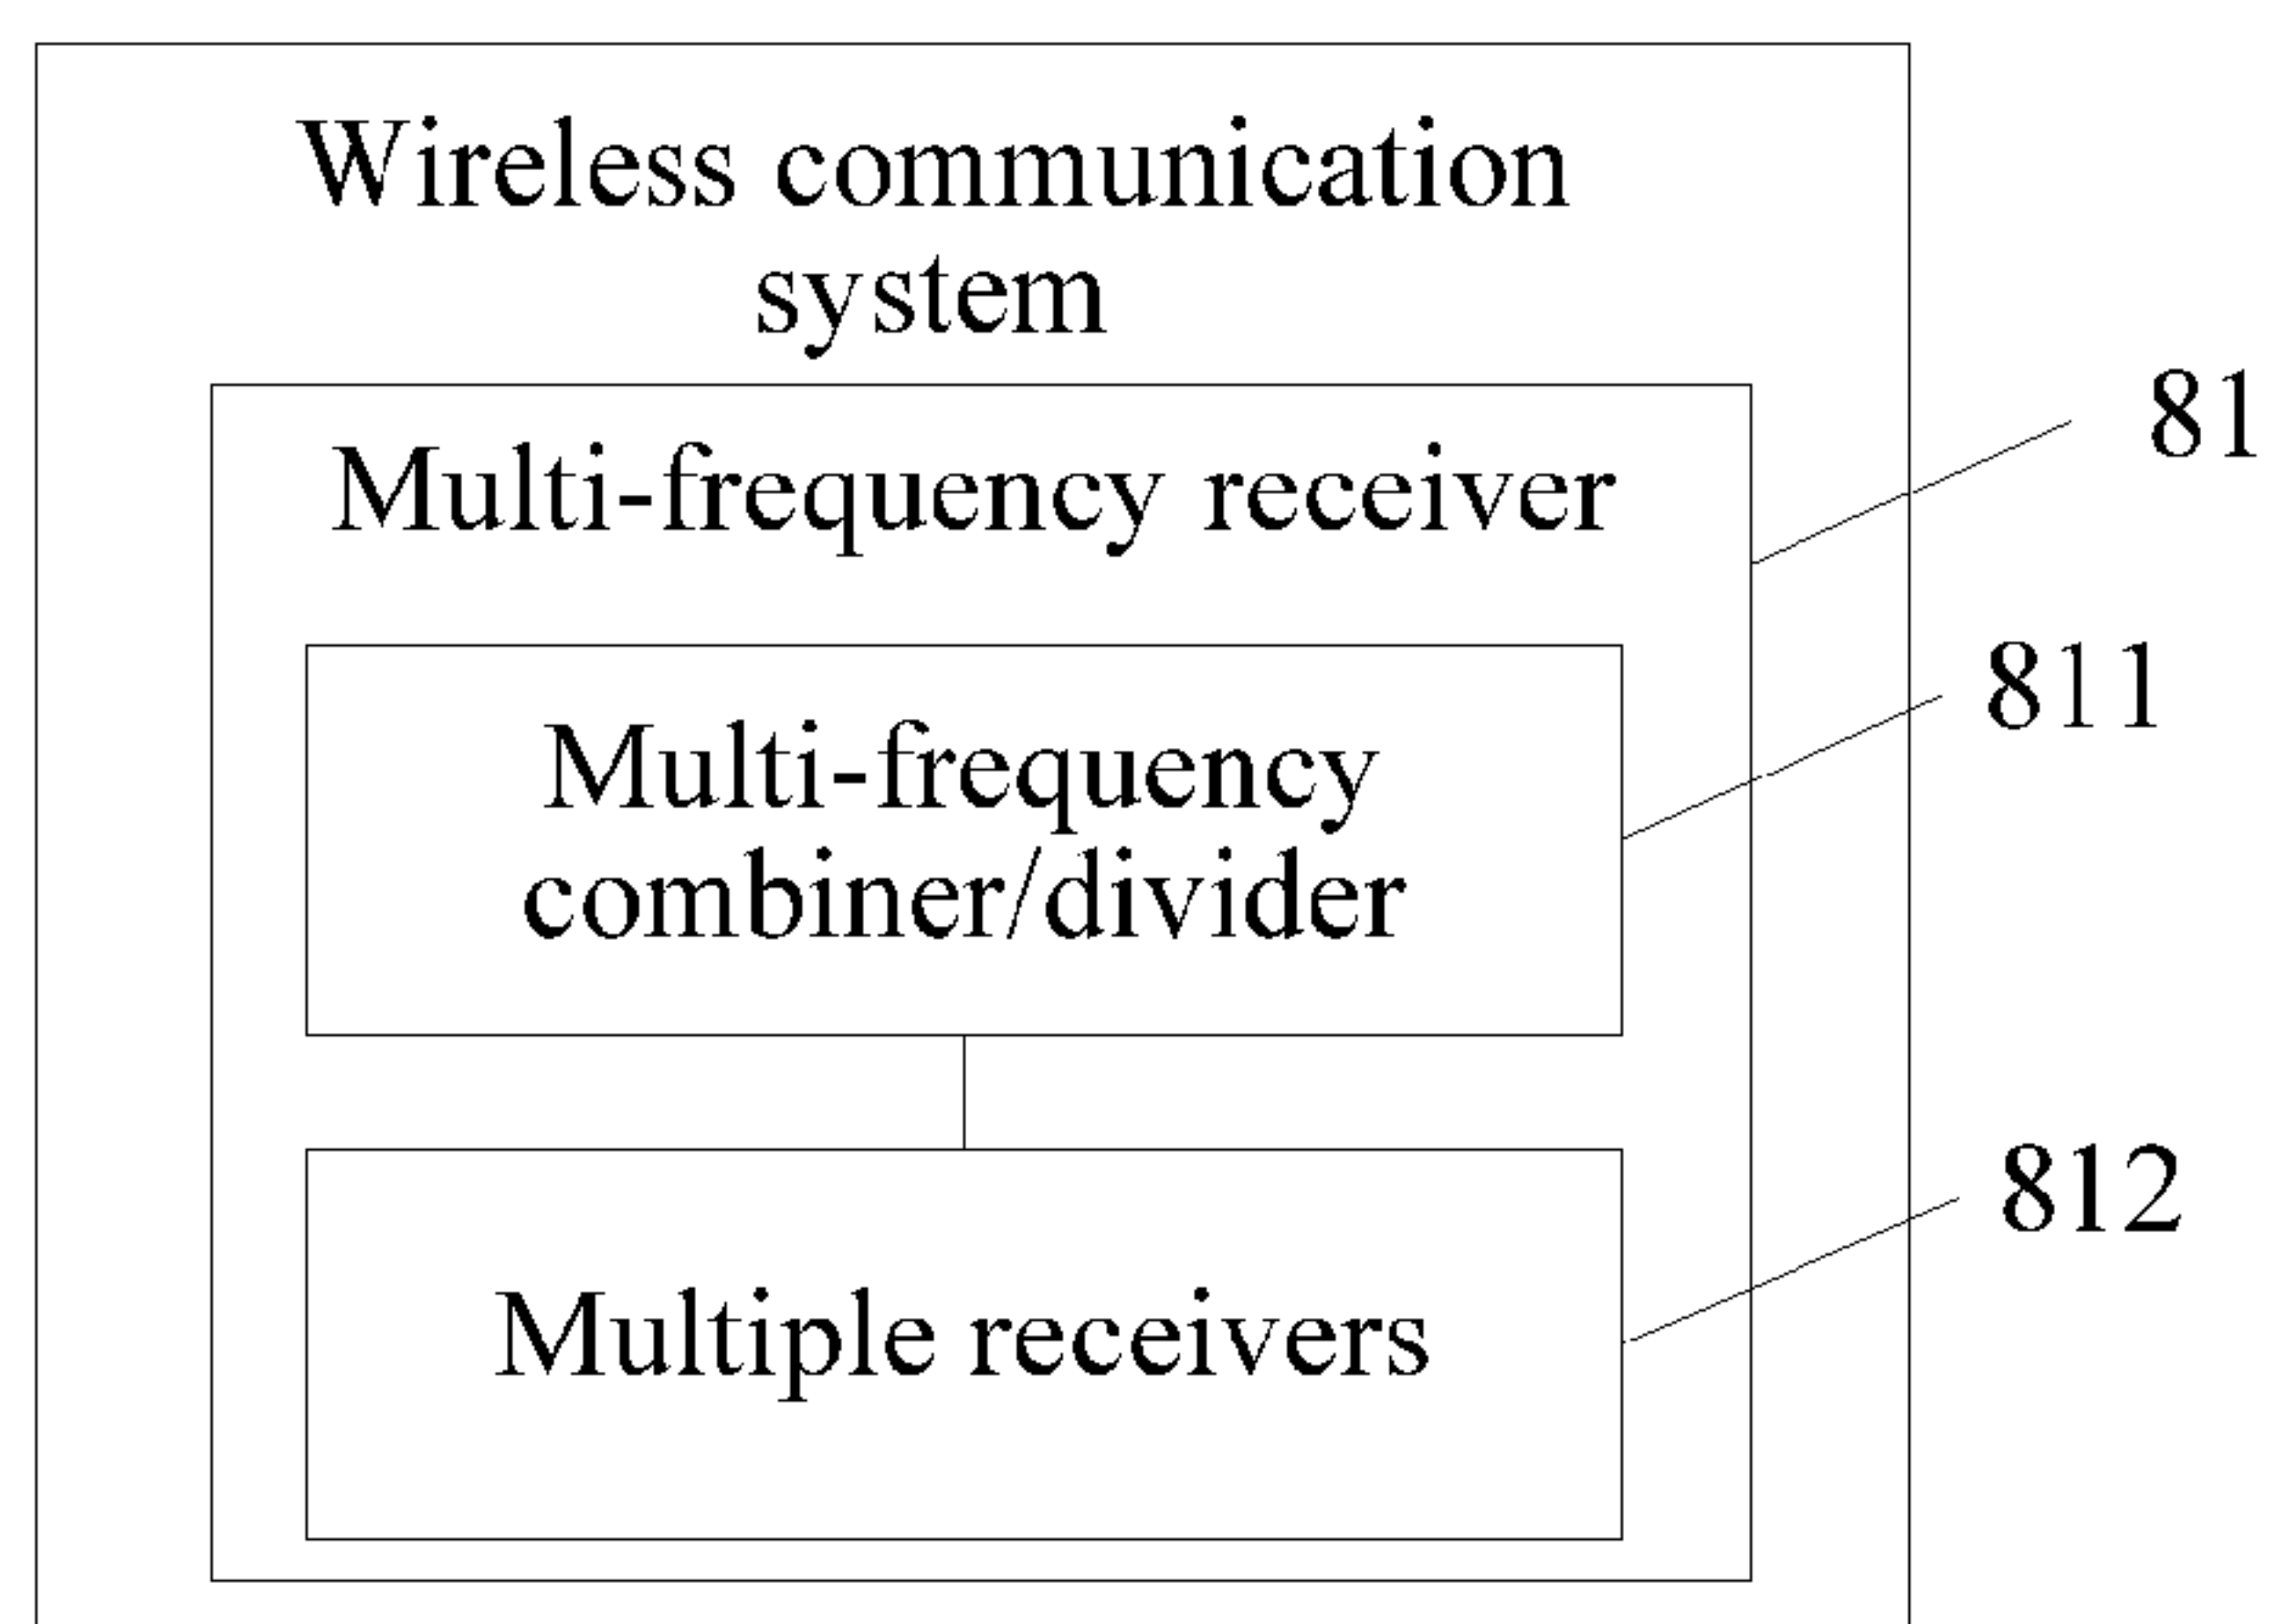 Wireless communication
system
81
Multi-frequency receiver
811
Multi-frequency
combiner/divider
812
Multiple receivers